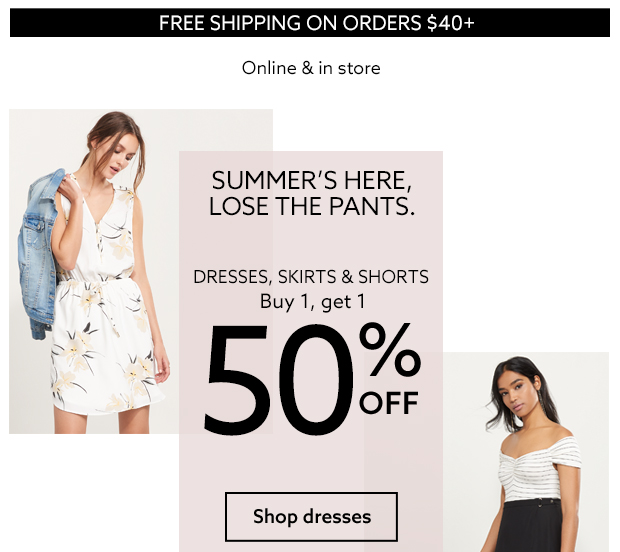 FREE SHIPPING ON ORDERS $40+
Online & in store
SUMMER'S HERE,
LOSE THE PANTS.
DRESSES, SKIRTS & SHORTS
Buy 1, get 1
50%
OFF
Shop dresses